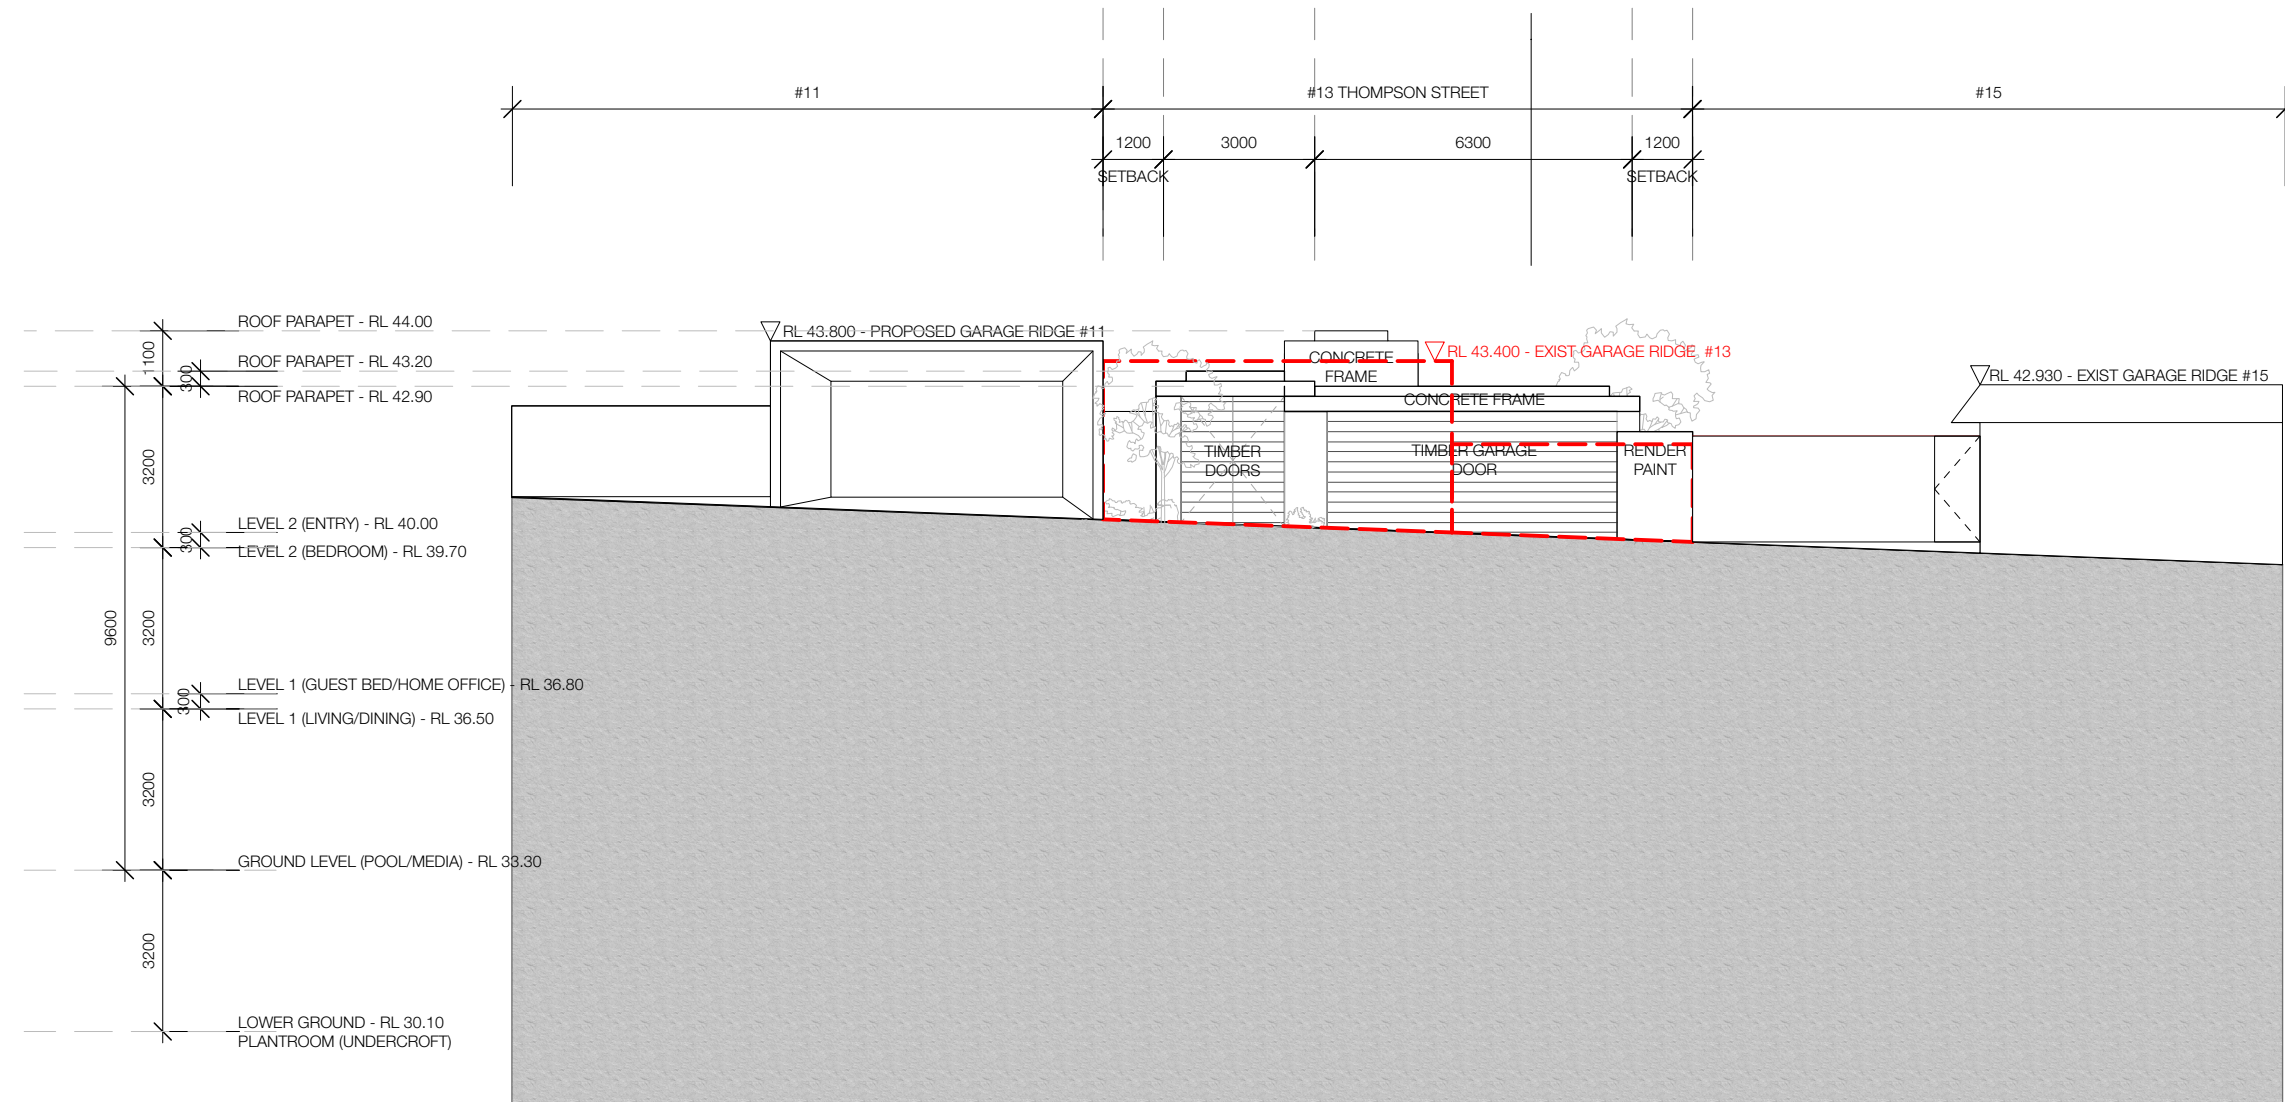 #11
#13 THOMPSON STREET
#15
1200
3000
6300
1200
SETBACK
SETBACK
ROOF PARAPET - RL 44.00
RL 43.800 - PROPOSED GARAGE RIDGE #11
1100
ROOF PARAPET - RL 43.20
CONCRETE
FRAME
RL 43.400 - EXIST GARAGE RIDGE  #13
RL 42.930 - EXIST GARAGE RIDGE #15
300
ROOF PARAPET - RL 42.90
CONCRETE FRAME
3200
TIMBER
DOORS
TIMBER GARAGE
DOOR
RENDER
PAINT
LEVEL 2 (ENTRY) - RL 40.00
300
LEVEL 2 (BEDROOM) - RL 39.70
9600
3200
LEVEL 1 (GUEST BED/HOME OFFICE) - RL 36.80
300
LEVEL 1 (LIVING/DINING) - RL 36.50
3200
GROUND LEVEL (POOL/MEDIA) - RL 33.30
3200
LOWER GROUND - RL 30.10
PLANTROOM (UNDERCROFT)